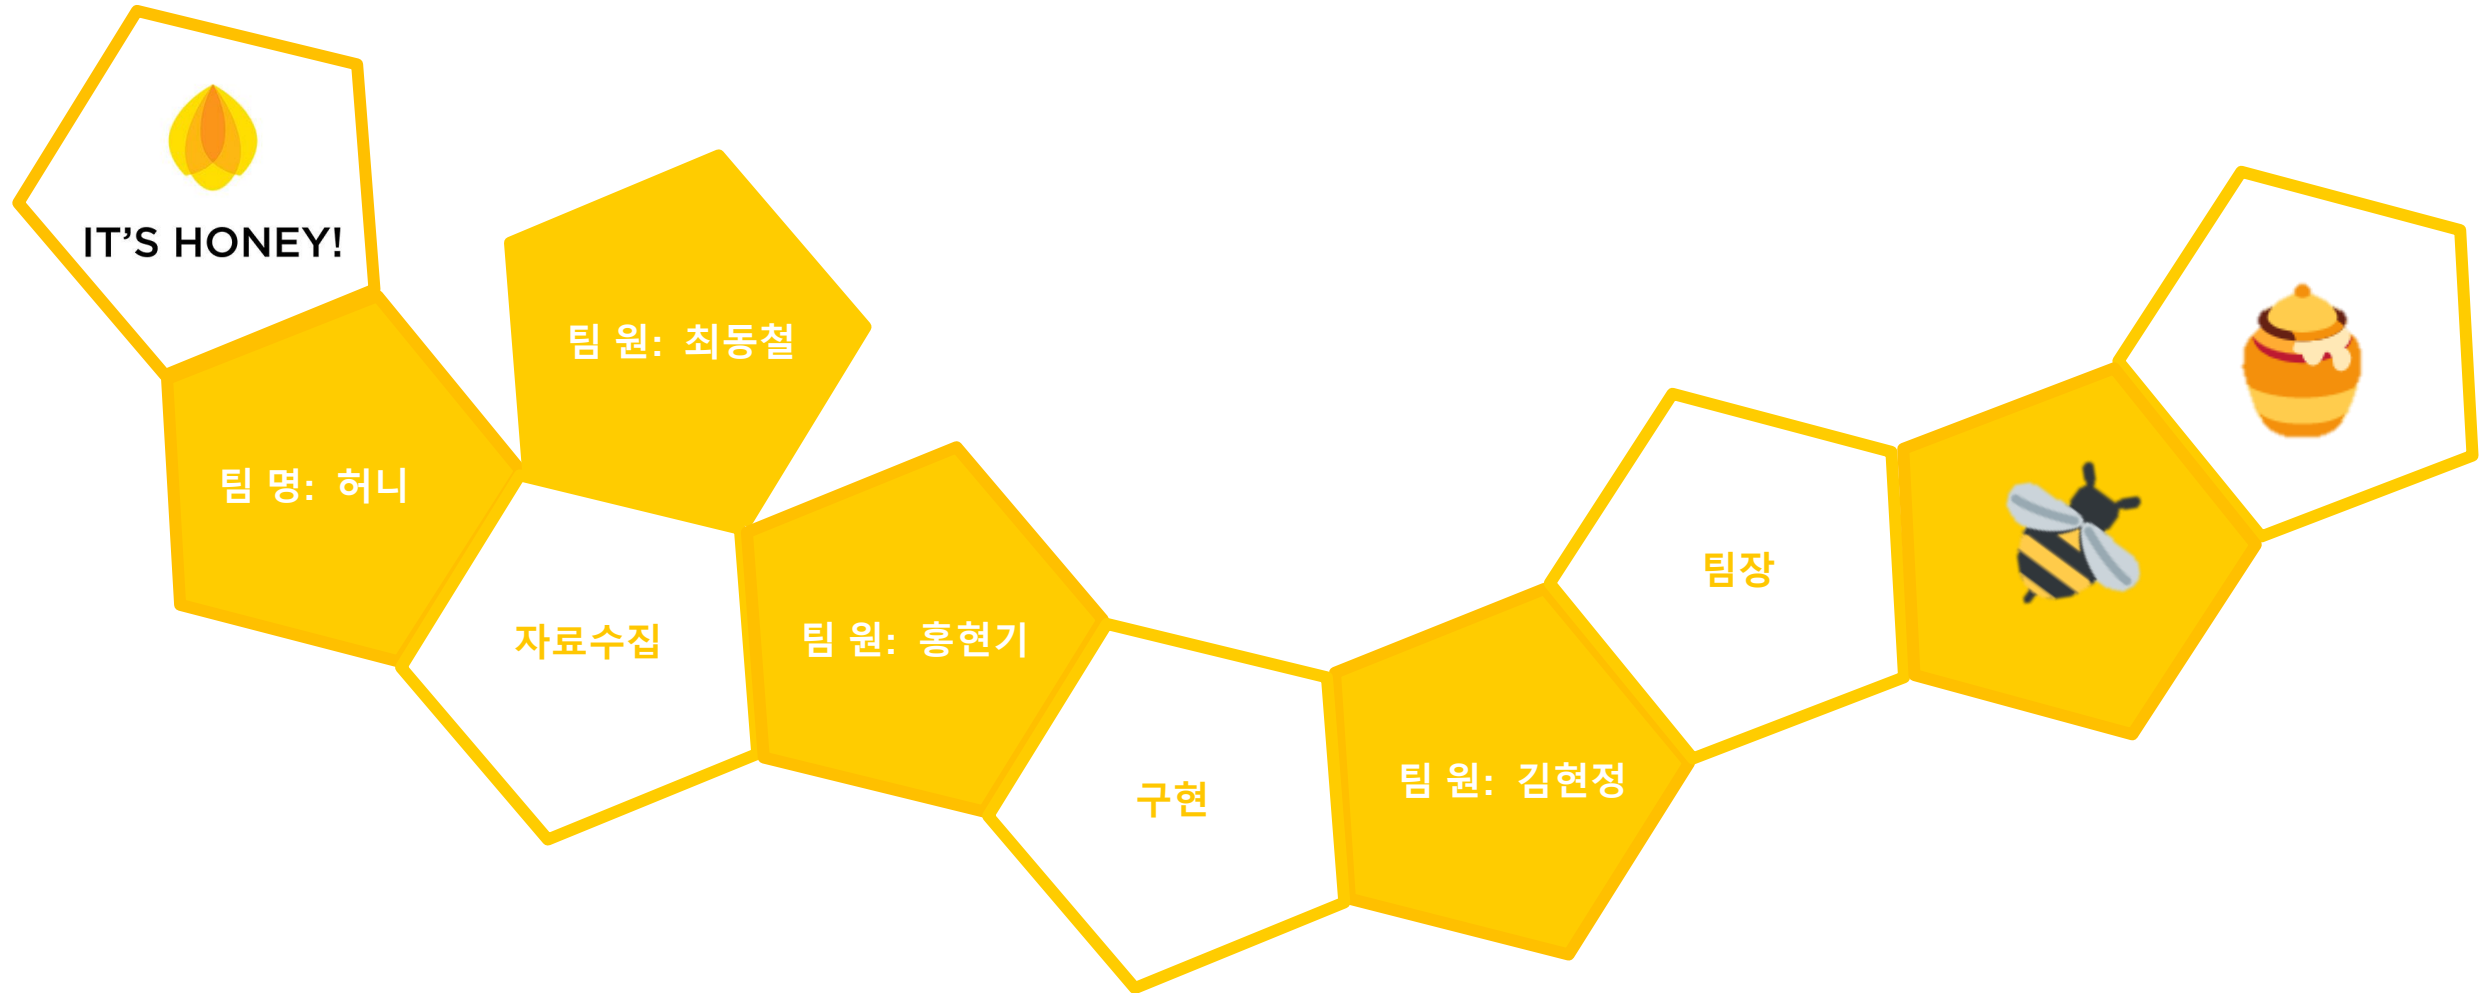 IT'S HONEY!
팀 명: 허니
팀 원: 최동철
자료수집
팀 원: 홍현기
구현
팀 원: 김현정
팀장